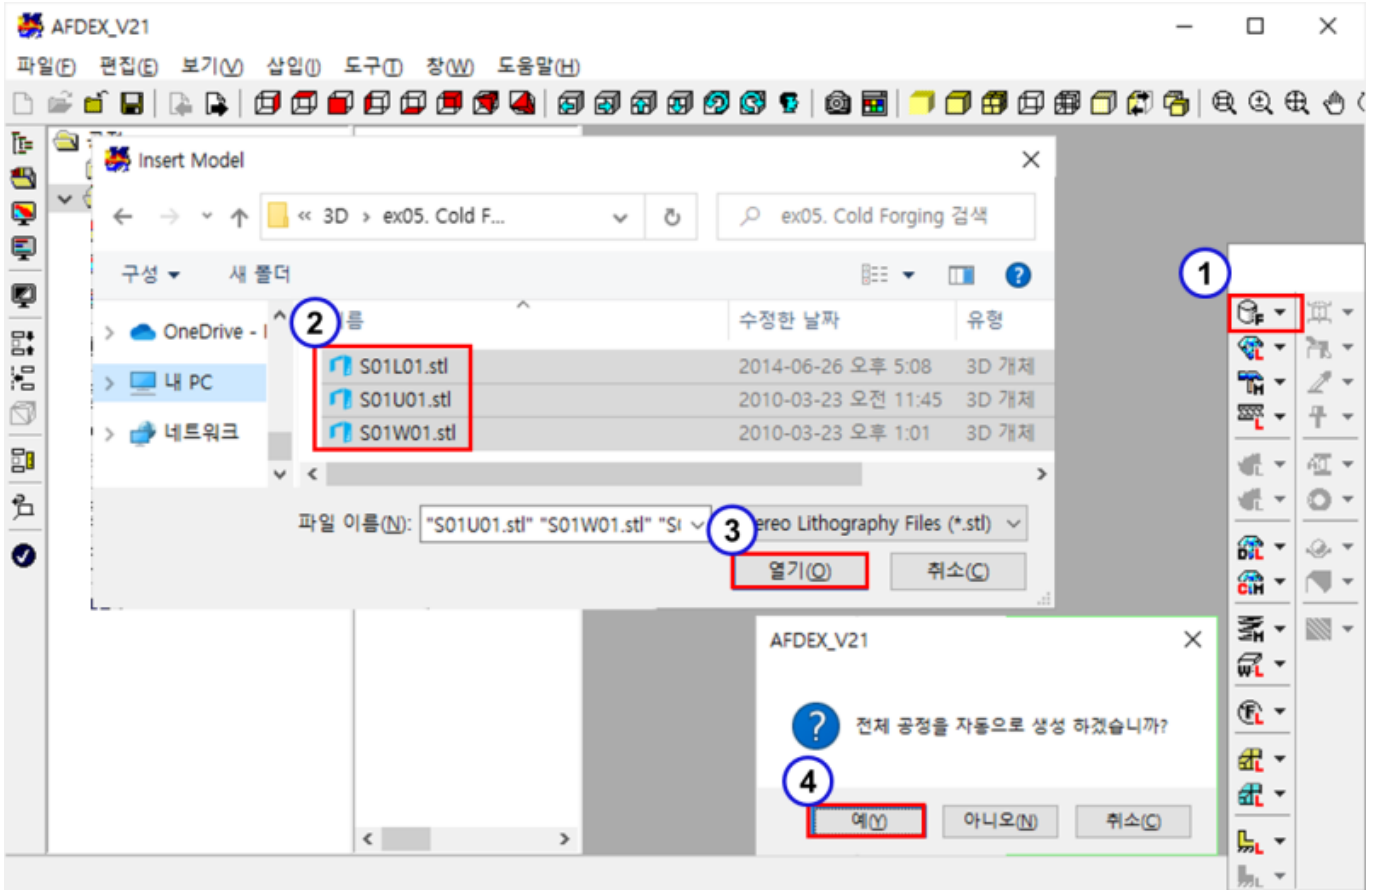 AFDEX_V21
파일(F) 편집(E) 보기(V) 삽입(I) 도구(T) 창(W) 도움말(H)
Insert Model
« 3D › ex05. Cold F...
ex05. Cold Forging 검색
구성
새 폴더
1
2
수정한 날짜
유형
OneDrive -
내 PC
네트워크
S01L01.stl 2014-06-26 오후 5:08 3D 개체
S01U01.stl 2010-03-23 오전 11:45 3D 개체
S01W01.stl 2010-03-23 오후 1:01 3D 개체
파일 이름(N): "S01U01.stl" "S01W01.stl"
3
Lithography Files (*.stl)
열기(O)
취소(C)
AFDEX_V21
전체 공정을 자동으로 생성 하겠습니까?
4
예(Y)
아니오(N)
취소(C)